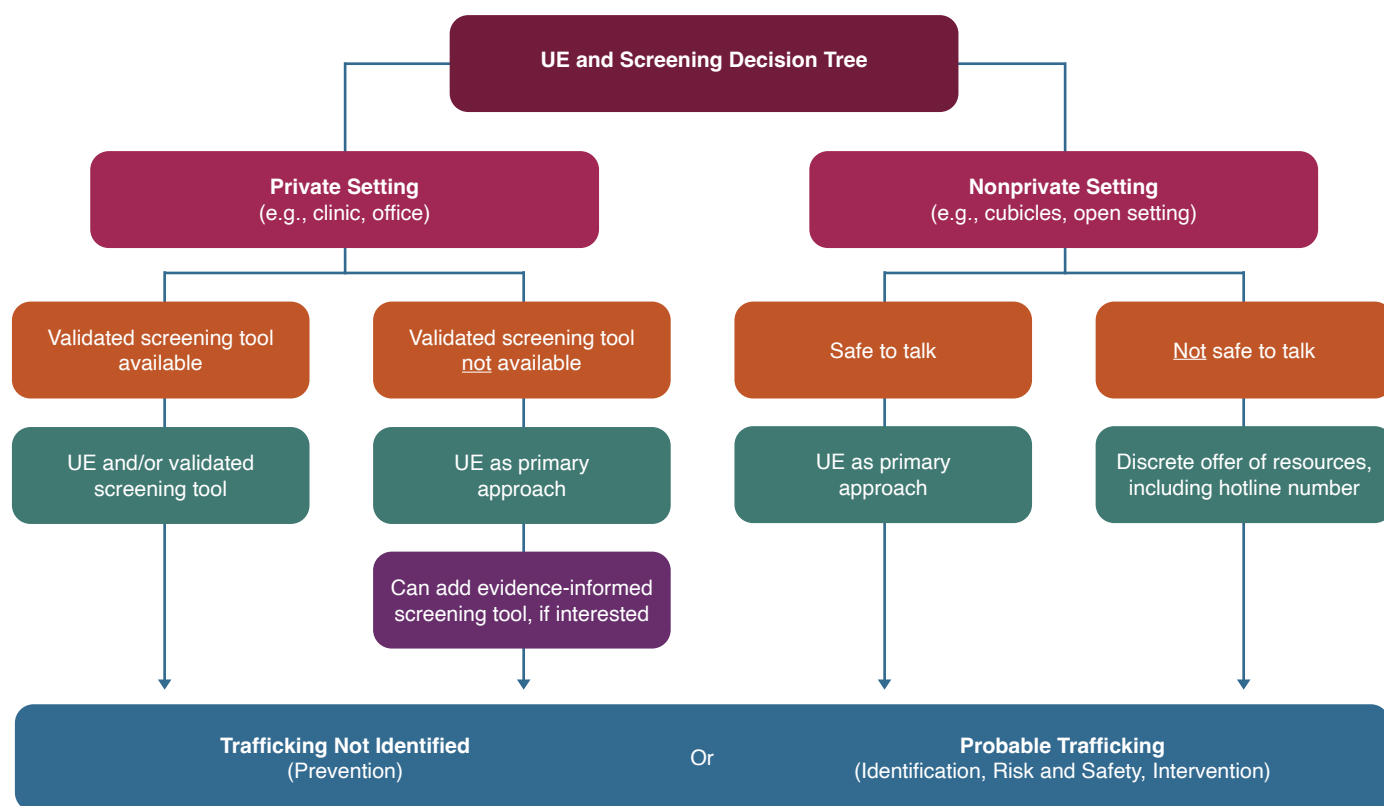 UE and Screening Decision Tree
Private Setting
(e.g., clinic, office)
Nonprivate Setting
(e.g., cubicles, open setting)
Validated screening tool
available
Validated screening tool
not available
Safe to talk
Not safe to talk
UE and/or validated
screening tool
UE as primary
approach
UE as primary
approach
Discrete offer of resources,
including hotline number
Can add evidence-informed
screening tool, if interested
Trafficking Not Identified
(Prevention)
Or
Probable Trafficking
(Identification, Risk and Safety, Intervention)